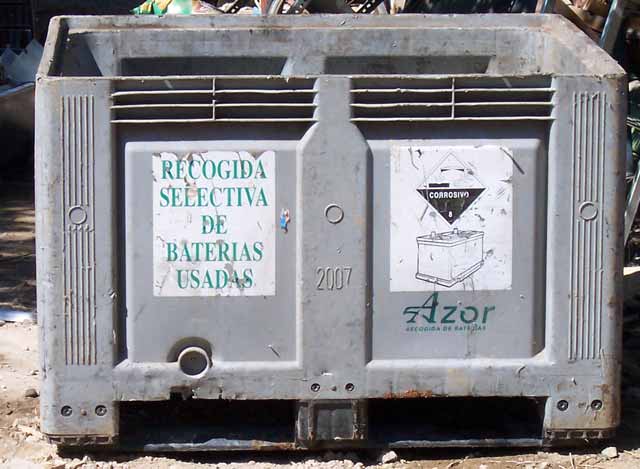 RECOGIDA
SELECTIVA
DE
BATERIAS
USADAS
2007
CORROSIVO
8
Azor
RECOGIDA DE BATERIAS